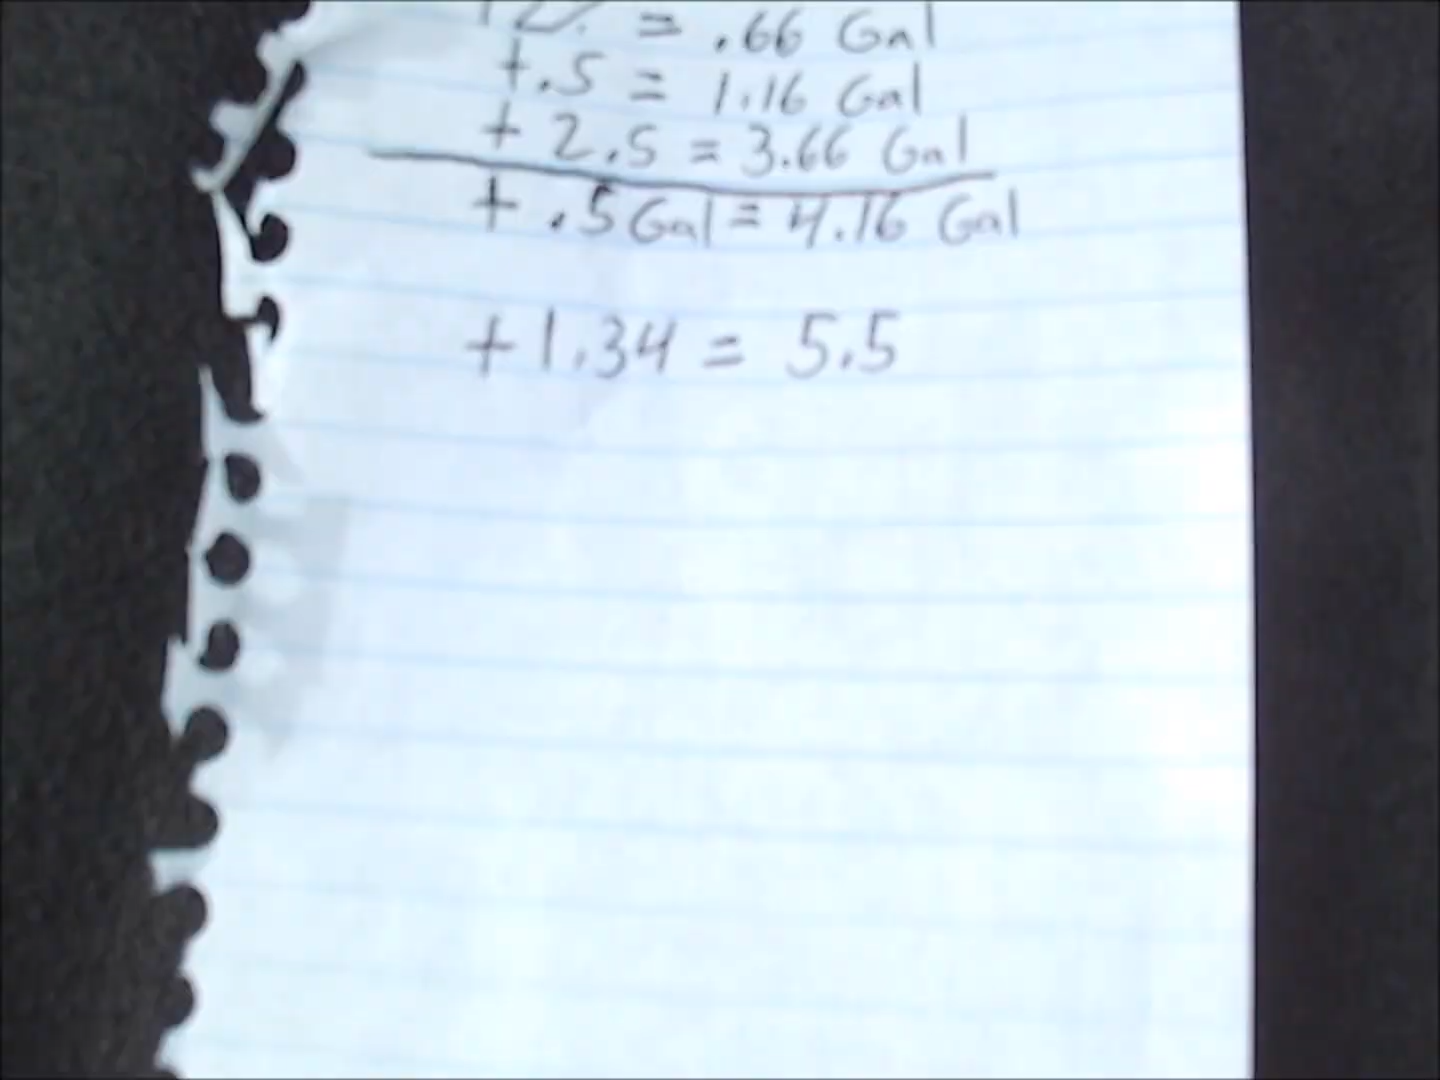 = .66 Gal
+.5 = 1.16 Gal
+ 2.5 = 3.66 Gal
+ .5 Gal = 4.16 Gal
+1.34 = 5.5